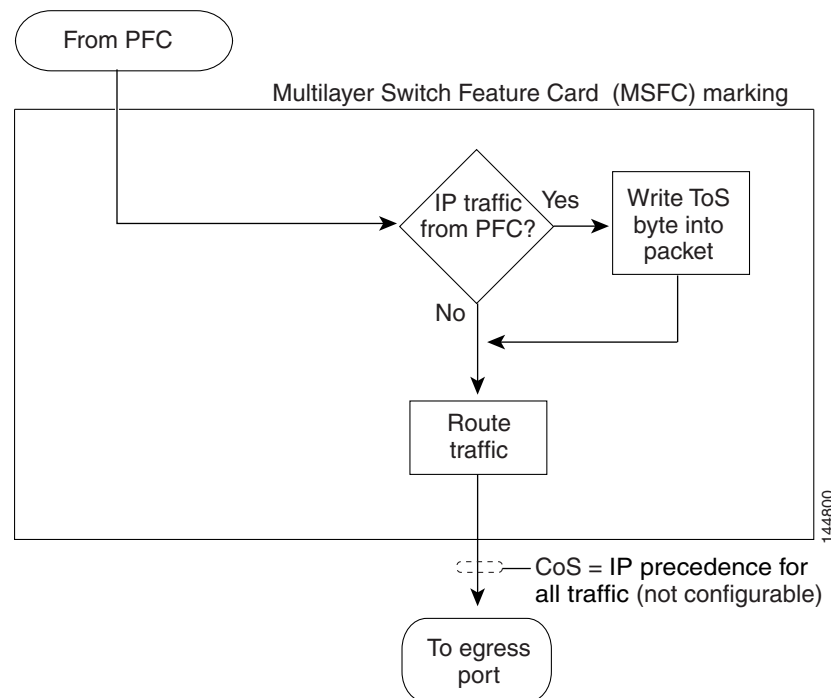 From PFC
Multilayer Switch Feature Card (MSFC) marking
IP traffic
from PFC?
Yes
Write ToS
byte into
packet
No
Route
traffic
144800
CoS = IP precedence for
all traffic (not configurable)
To egress
port